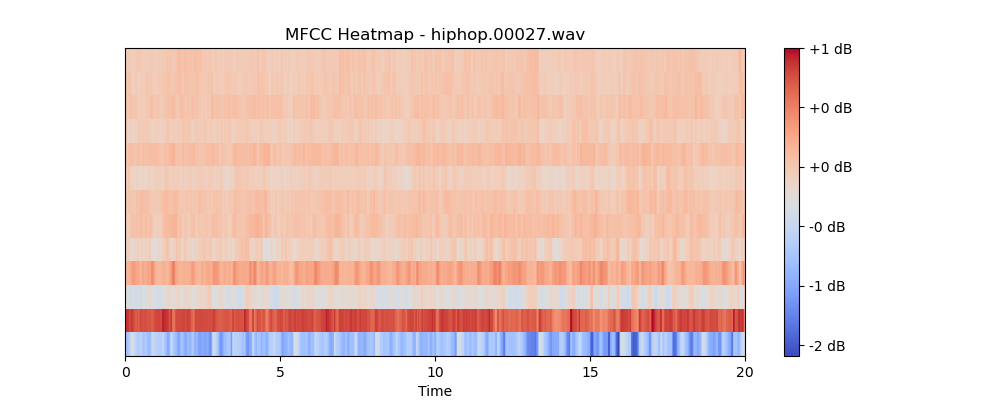 MFCC Heatmap - hiphop.00027.wav
+1 dB
+0 dB
+0 dB
-0 dB
-1 dB
-2 dB
0 5 10 15 20
Time